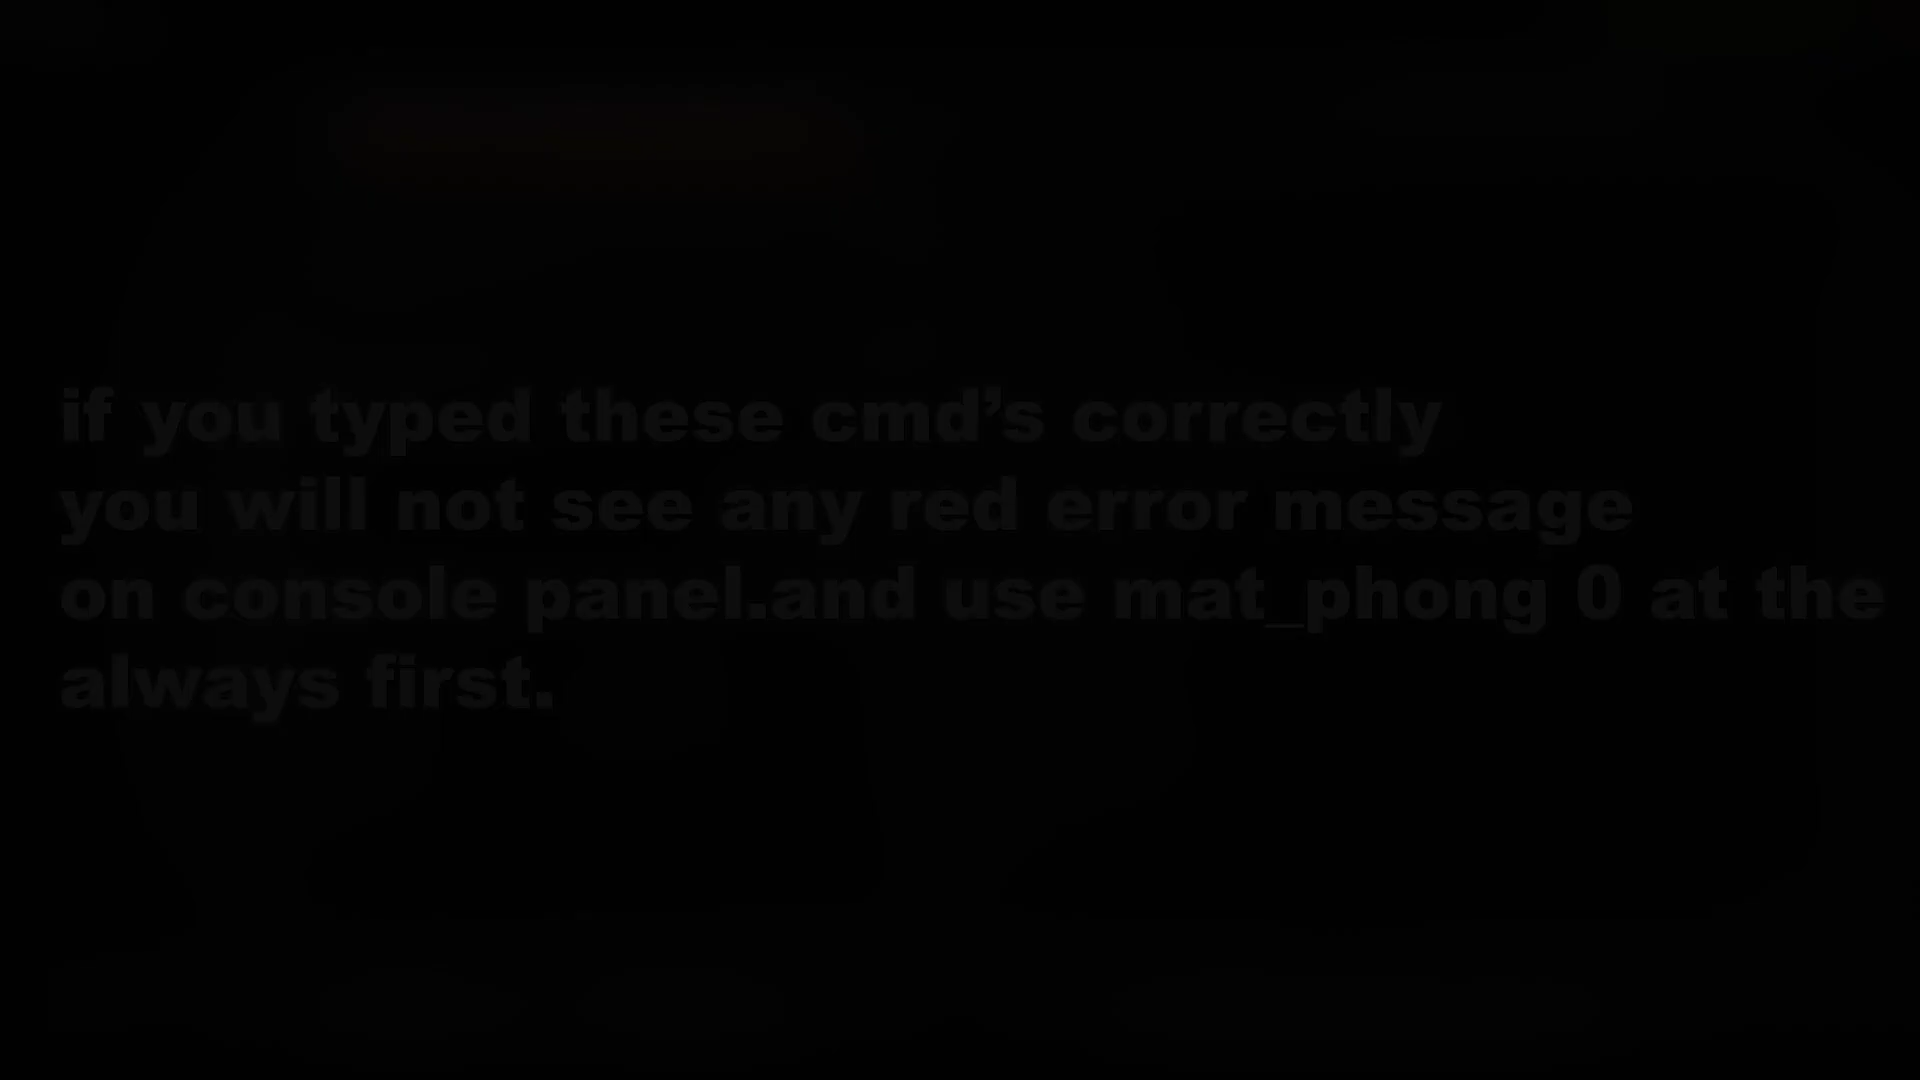 if you typed these cmd’s correctly
you will not see any red error message
on console panel.and use mat_phong 0 at the
always first.